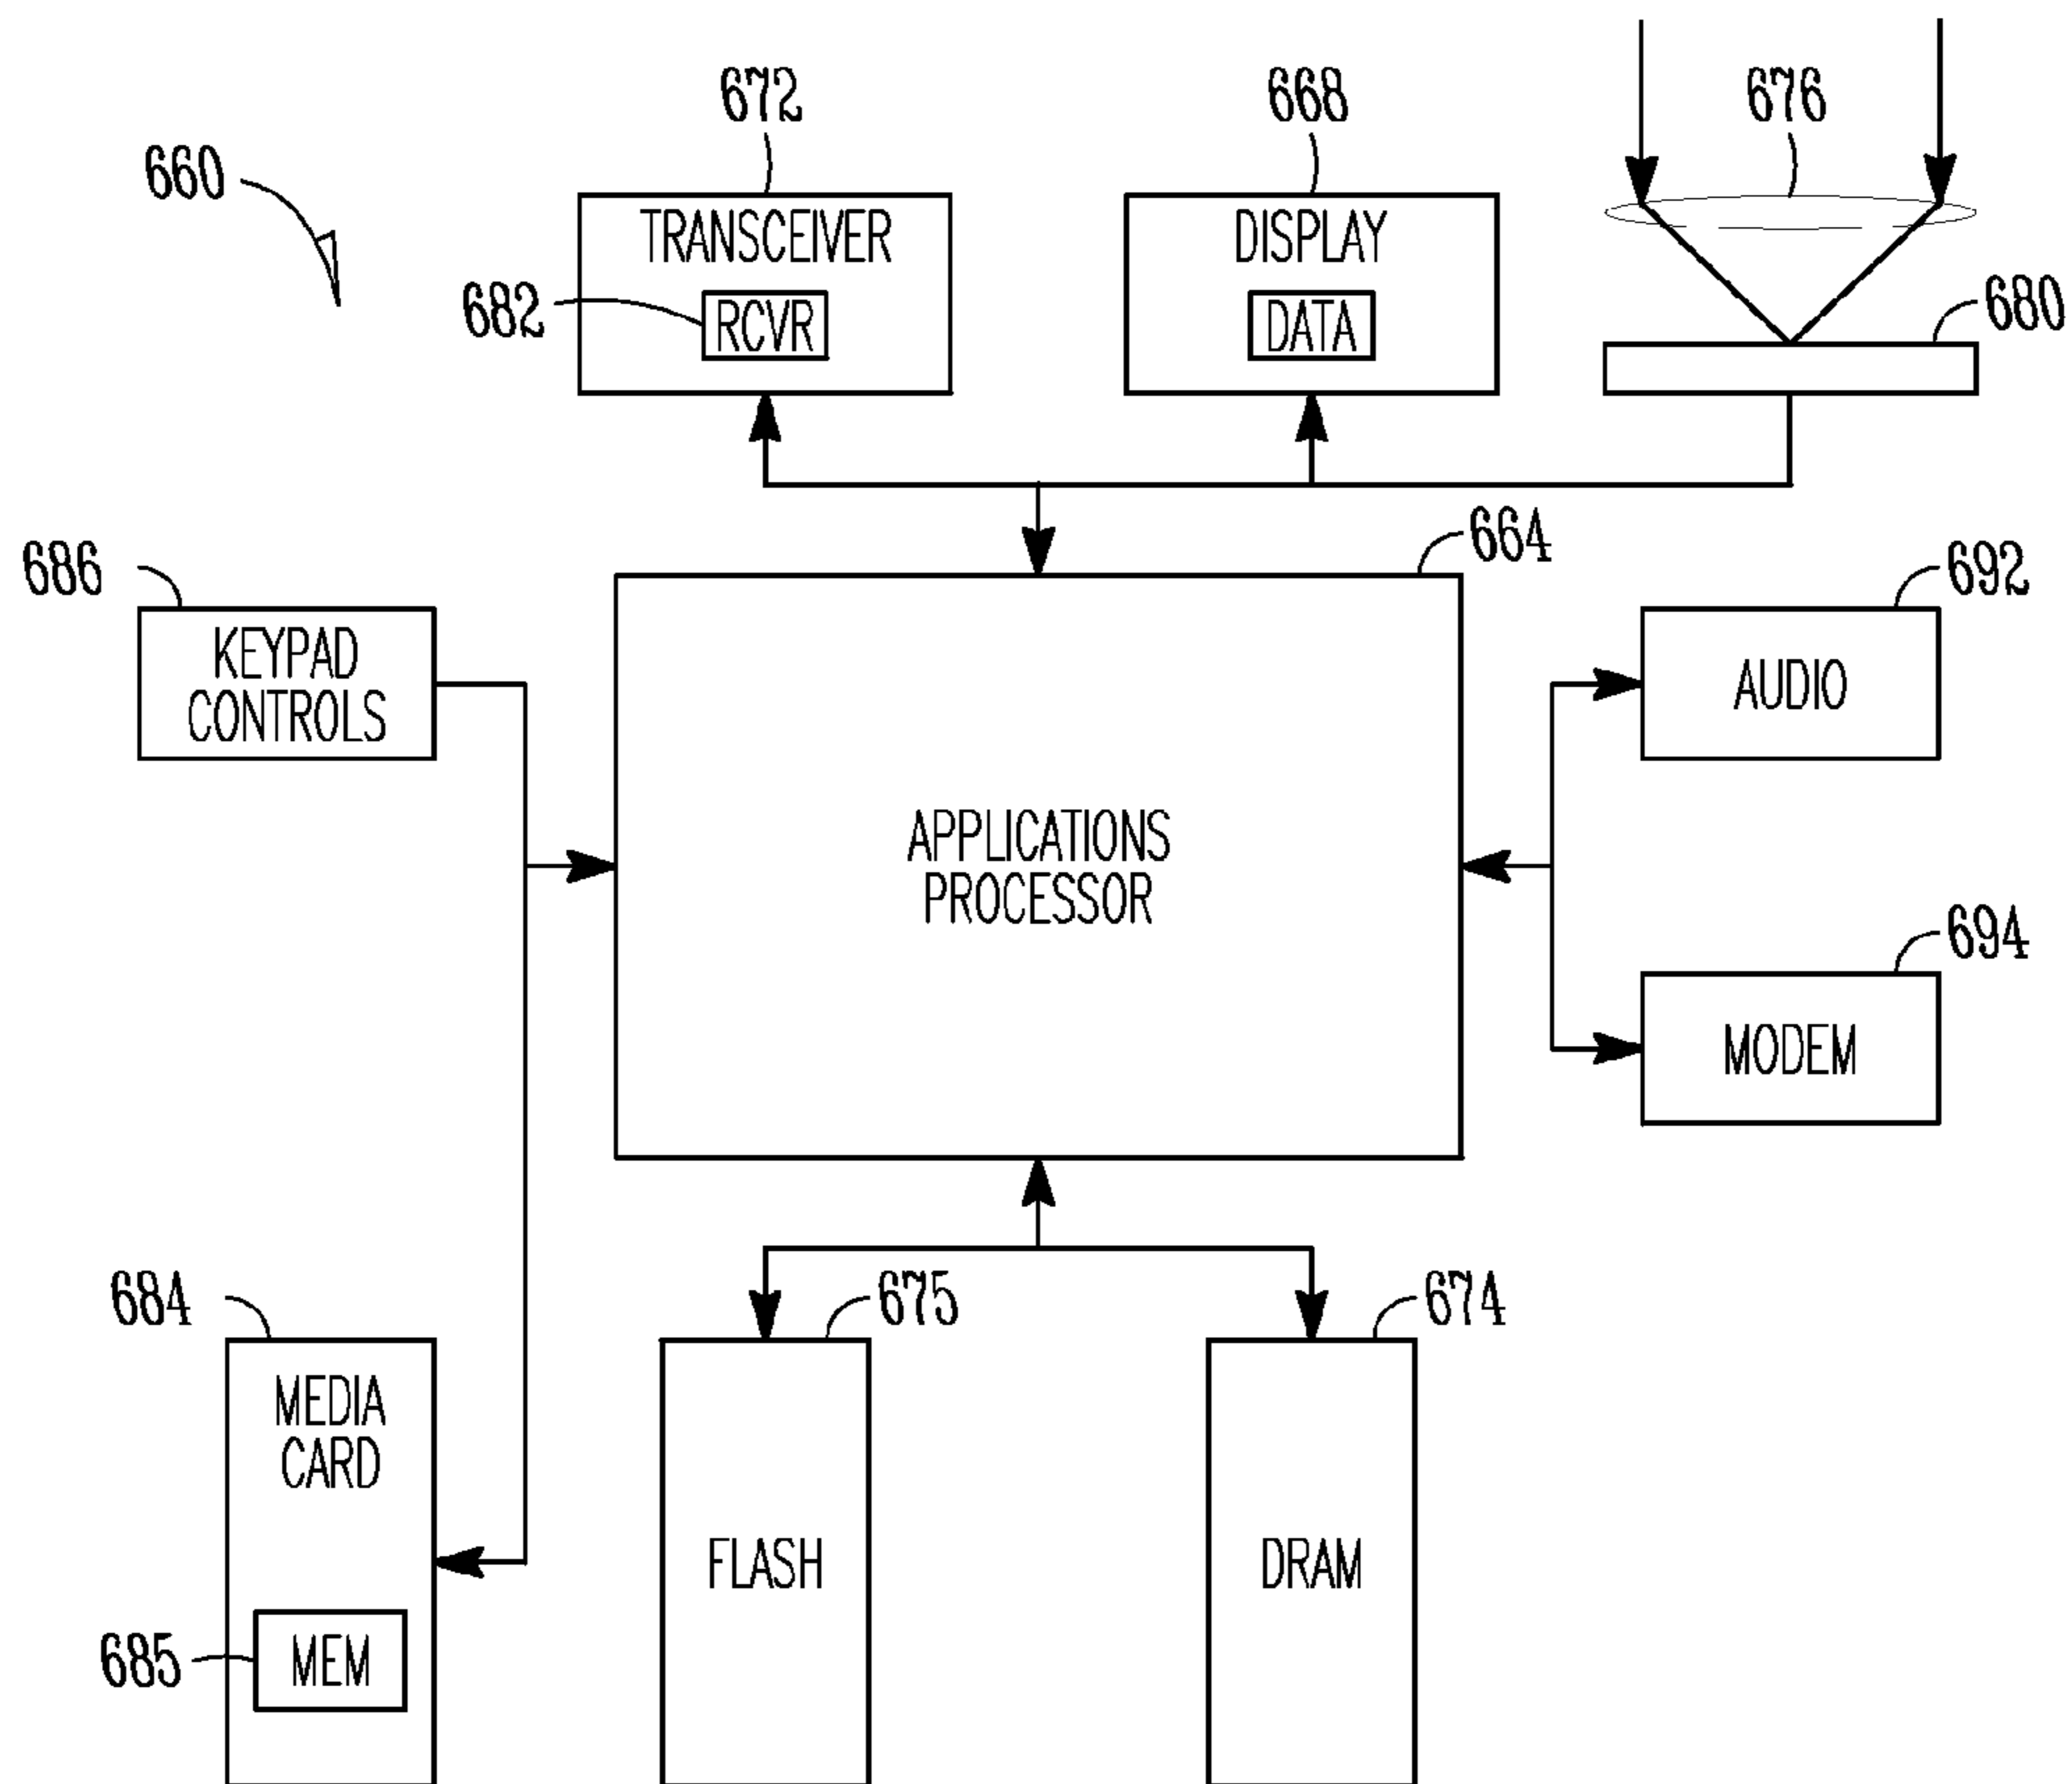 672
668
676
660
TRANSCEIVER
DISPLAY
682
RCVR
DATA
680
664
686
692
KEYPAD
CONTROLS
AUDIO
APPLICATIONS
PROCESSOR
694
MODEM
684
675
674
MEDIA
CARD
FLASH
DRAM
685
MEM